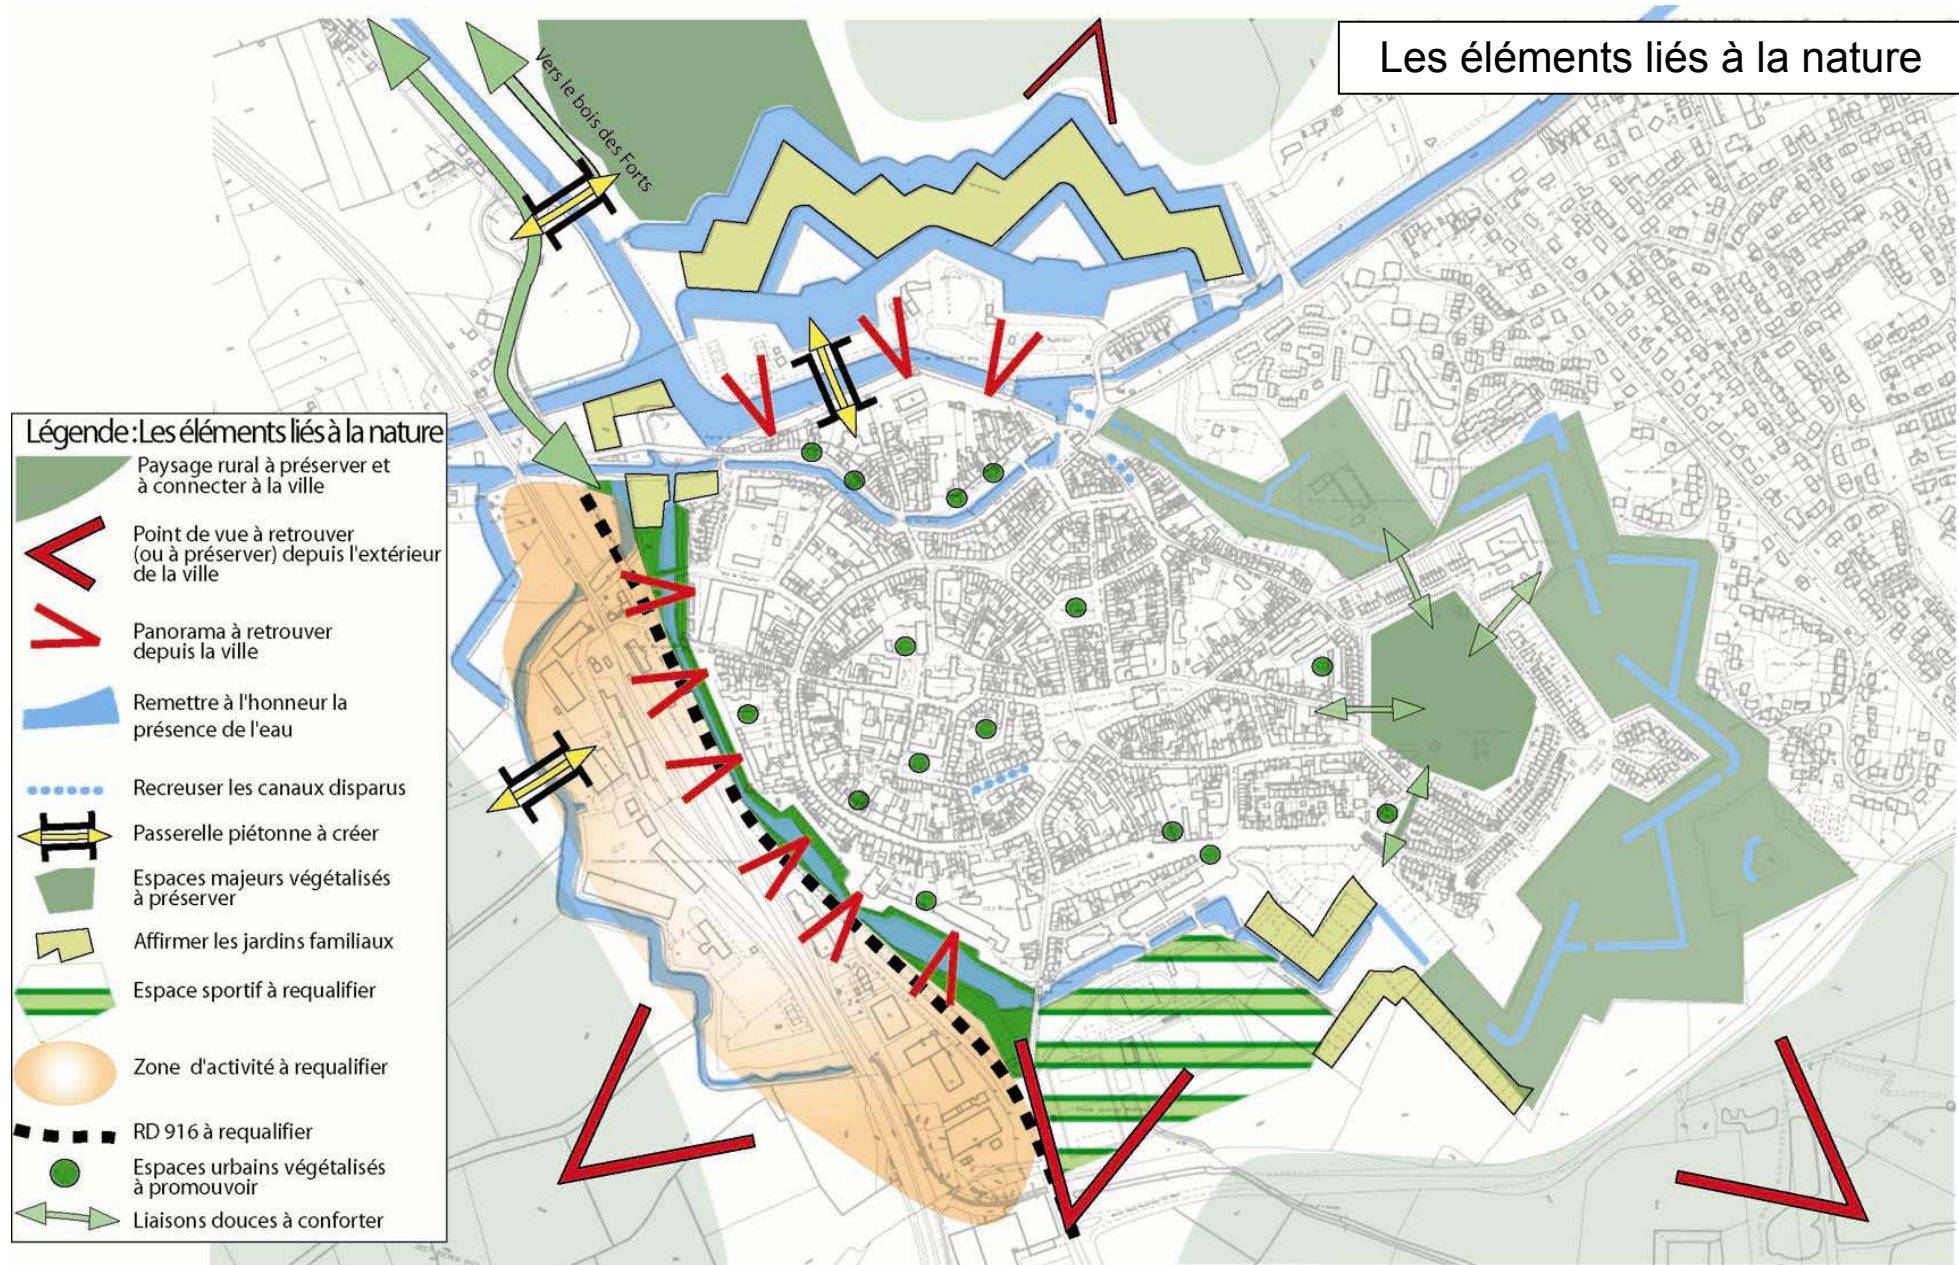 Les éléments liés à la nature
Vers le bois des Forts
Légende : Les éléments liés à la nature
Paysage rural à préserver et
à connecter à la ville
Point de vue à retrouver
(ou à préserver) depuis l'extérieur
de la ville
Panorama à retrouver
depuis la ville
Remettre à l'honneur la
présence de l'eau
Recreuser les canaux disparus
Passerelle piétonne à créer
Espaces majeurs végétalisés
à préserver
Affirmer les jardins familiaux
Espace sportif à requalifier
Zone d'activité à requalifier
RD 916 à requalifier
Espaces urbains végétalisés
à promouvoir
Liaisons douces à conforter